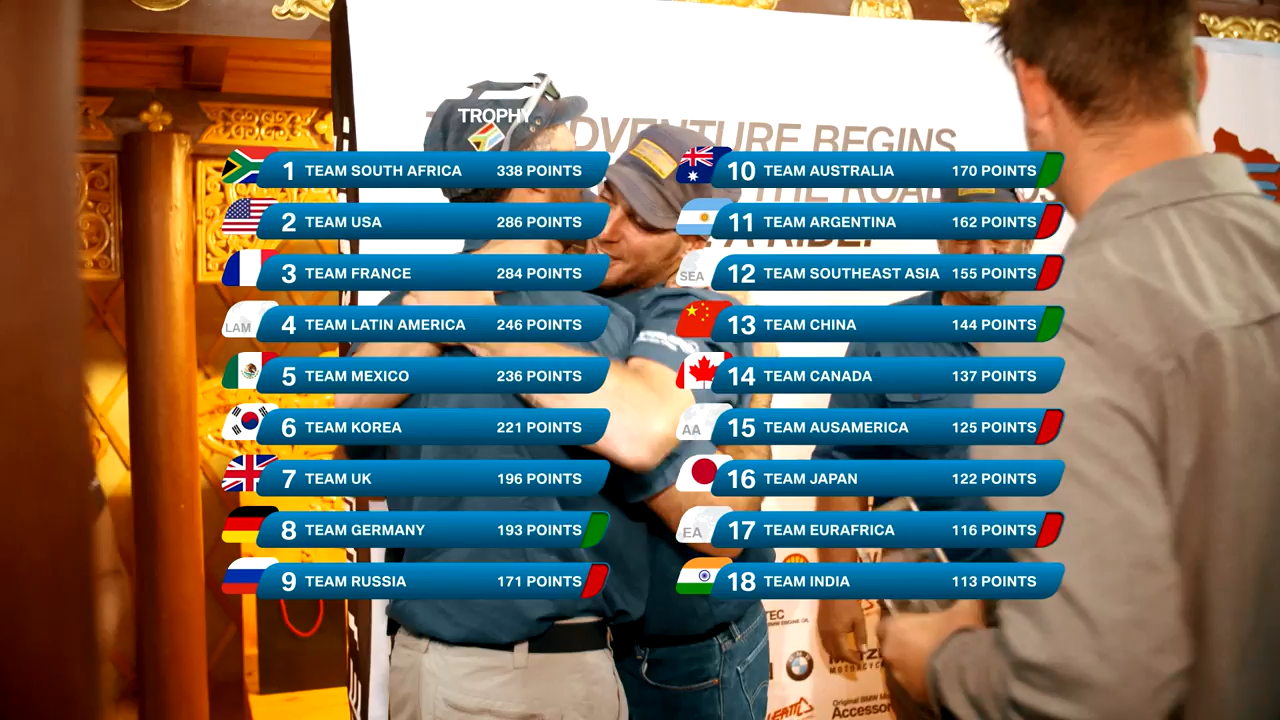 TROPHY
ADVENTURE BEGINS
1 TEAM SOUTH AFRICA 338 POINTS
2 TEAM USA 286 POINTS
3 TEAM FRANCE 284 POINTS
LAM 4 TEAM LATIN AMERICA 246 POINTS
5 TEAM MEXICO 236 POINTS
6 TEAM KOREA 221 POINTS
7 TEAM UK 196 POINTS
8 TEAM GERMANY 193 POINTS
9 TEAM RUSSIA 171 POINTS
10 TEAM AUSTRALIA 170 POINTS
11 TEAM ARGENTINA 162 POINTS
SEA 12 TEAM SOUTHEAST ASIA 155 POINTS
13 TEAM CHINA 144 POINTS
14 TEAM CANADA 137 POINTS
AA 15 TEAM AUSAMERICA 125 POINTS
16 TEAM JAPAN 122 POINTS
EA 17 TEAM EURAFRICA 116 POINTS
18 TEAM INDIA 113 POINTS
A RIDE!
BMW
Original BMW